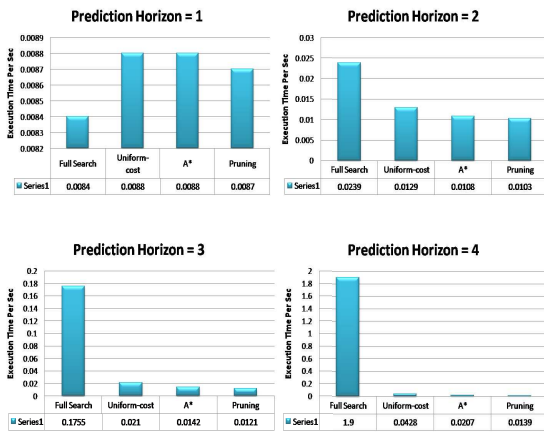 Prediction Horizon = 1
Execution Time Per Sec
0.0089
0.0088
0.0087
0.0086
0.0085
0.0084
0.0083
0.0082
Full Search Uniform-cost A* Pruning
Series1 0.0084 0.0088 0.0088 0.0087
Prediction Horizon = 2
Execution Time Per Sec
0.03
0.025
0.02
0.015
0.01
0.005
0
Full Search Uniform-cost A* Pruning
Series1 0.0239 0.0129 0.0108 0.0103
Prediction Horizon = 3
Execution Time Per Sec
0.2
0.18
0.16
0.14
0.12
0.1
0.08
0.06
0.04
0.02
0
Full Search Uniform-cost A* Pruning
Series1 0.1755 0.021 0.0142 0.0121
Prediction Horizon = 4
Execution Time Per Sec
2
1.8
1.6
1.4
1.2
1
0.8
0.6
0.4
0.2
0
Full Search Uniform-cost A* Pruning
Series1 1.9 0.0428 0.0207 0.0139